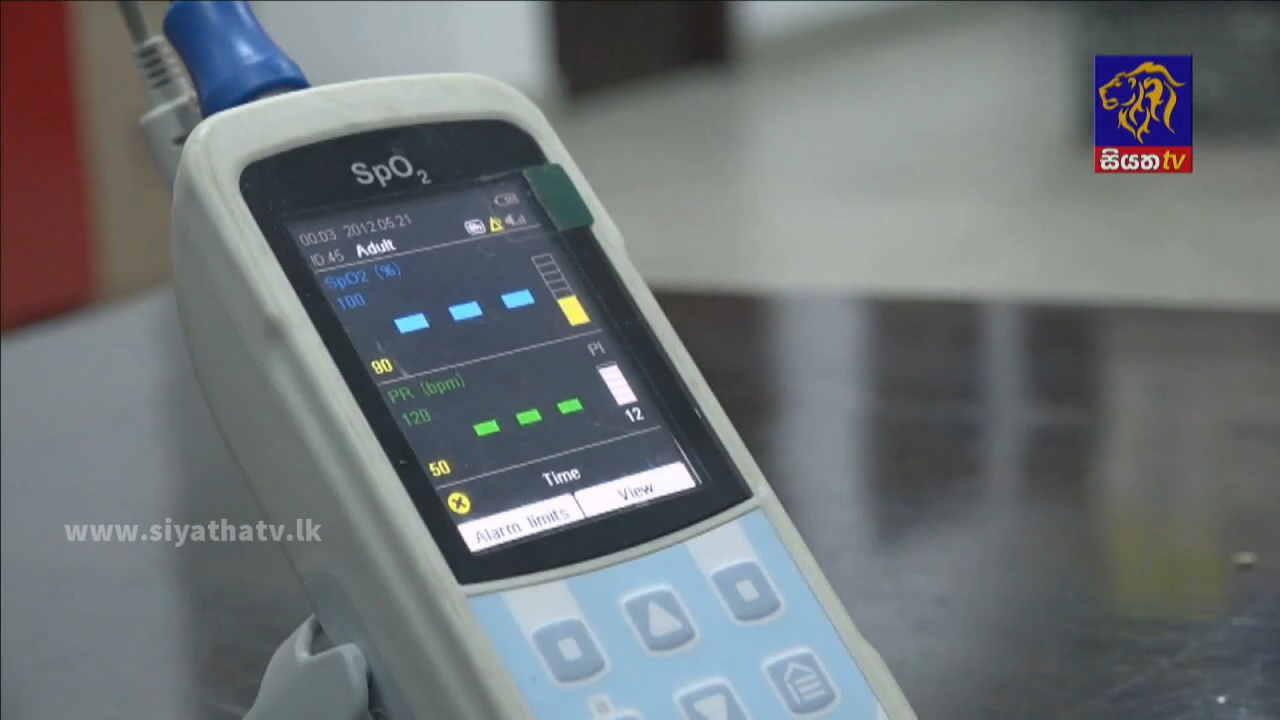 SpO2
සියත tv
00:03 2012.05.21
10:45 Adult
SpO2 (%)
100
90
PI
PR (bpm)
120
12
50
Time
Alarm limits View
www.siyathatv.lk